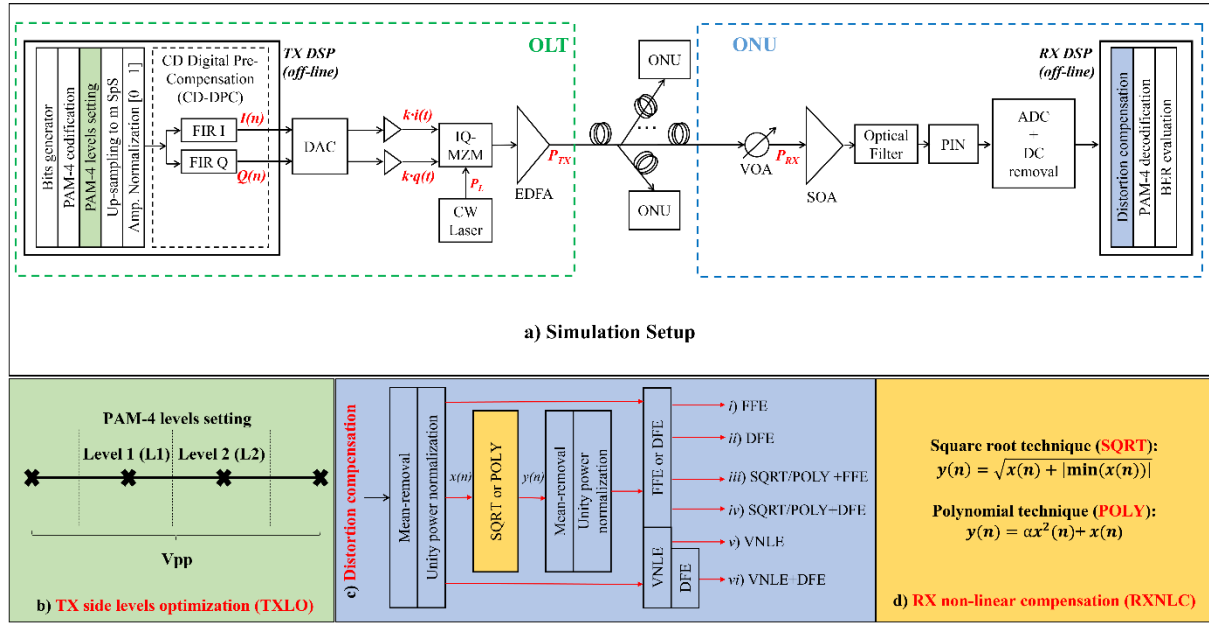 OLT
TX DSP
(off-line)
Bits generator
PAM-4 codification
PAM-4 levels setting
Up-sampling to m SpS
Amp. Normalization [0 1]
CD Digital Pre-
Compensation
(CD-DPC)
FIR I
I(n)
FIR Q
Q(n)
DAC
k·i(t)
k·q(t)
IQ-
MZM
P_L
CW
Laser
EDFA
P_TX
ONU
...
ONU
ONU
VOA
P_RX
SOA
Optical
Filter
PIN
ADC
+
DC
removal
RX DSP
(off-line)
Distortion compensation
PAM-4 decodification
BER evaluation
a) Simulation Setup
PAM-4 levels setting
Level 1 (L1)
Level 2 (L2)
Vpp
b) TX side levels optimization (TXLO)
c) Distortion compensation
Mean-removal
Unity power normalization
x(n)
SQRT or POLY
y(n)
Mean-removal
Unity power
normalization
FFE or DFE
VNLE
DFE
i) FFE
ii) DFE
iii) SQRT/POLY +FFE
iv) SQRT/POLY+DFE
v) VNLE
vi) VNLE+DFE
Square root technique (SQRT):
y(n) = √x(n) + |min(x(n))|
Polynomial technique (POLY):
y(n) = αx²(n)+ x(n)
d) RX non-linear compensation (RXNLC)